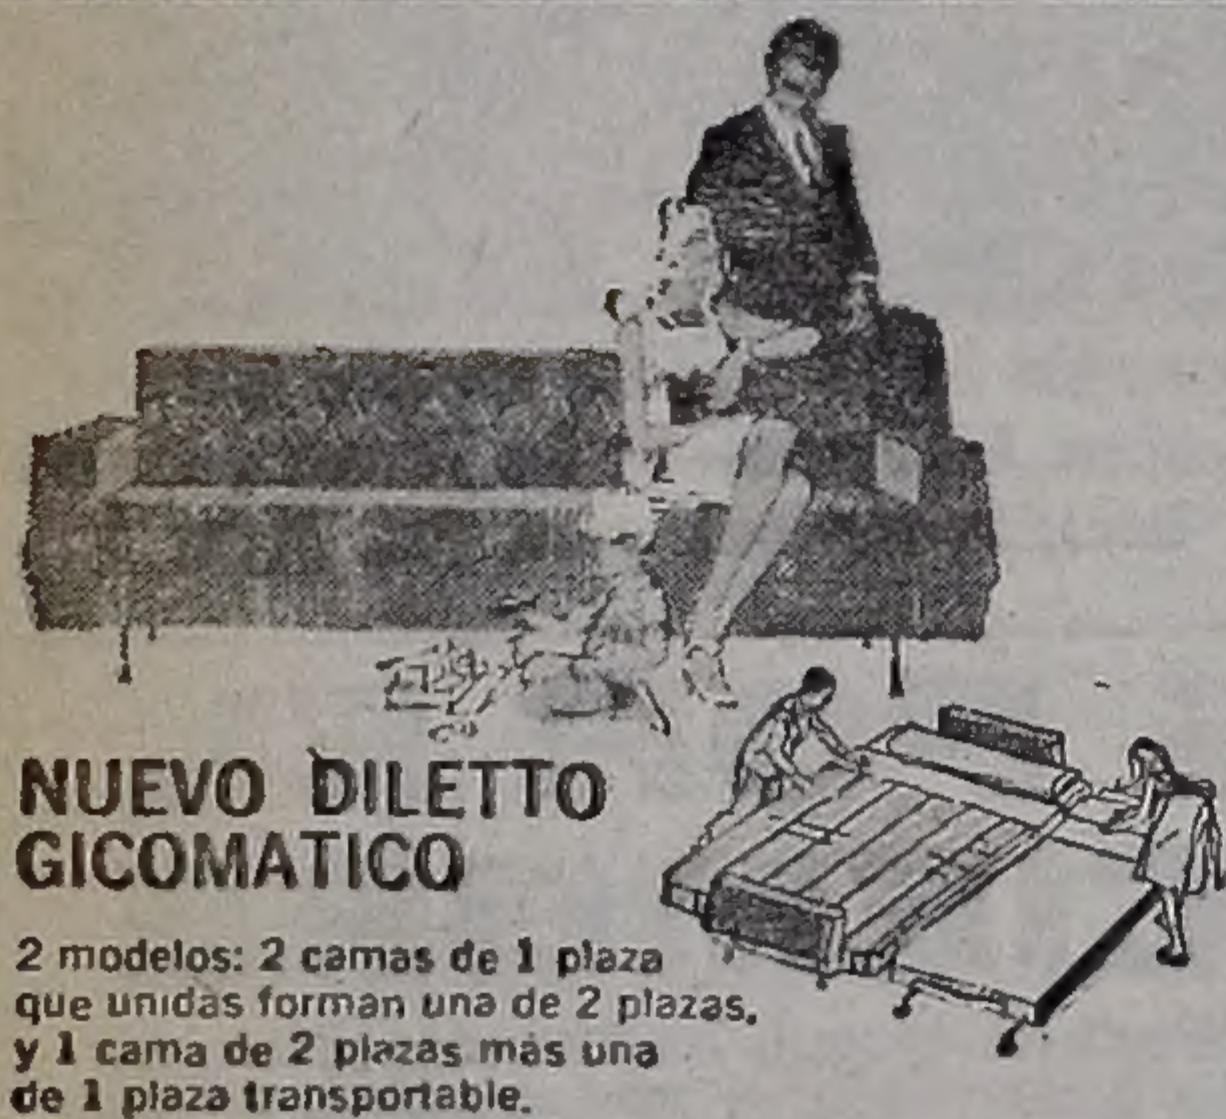 NUEVO DILETTO
GICOMATICO
2 modelos: 2 camas de 1 plaza
que unidas forman una de 2 plazas,
y 1 cama de 2 plazas más una
de 1 plaza transportable.